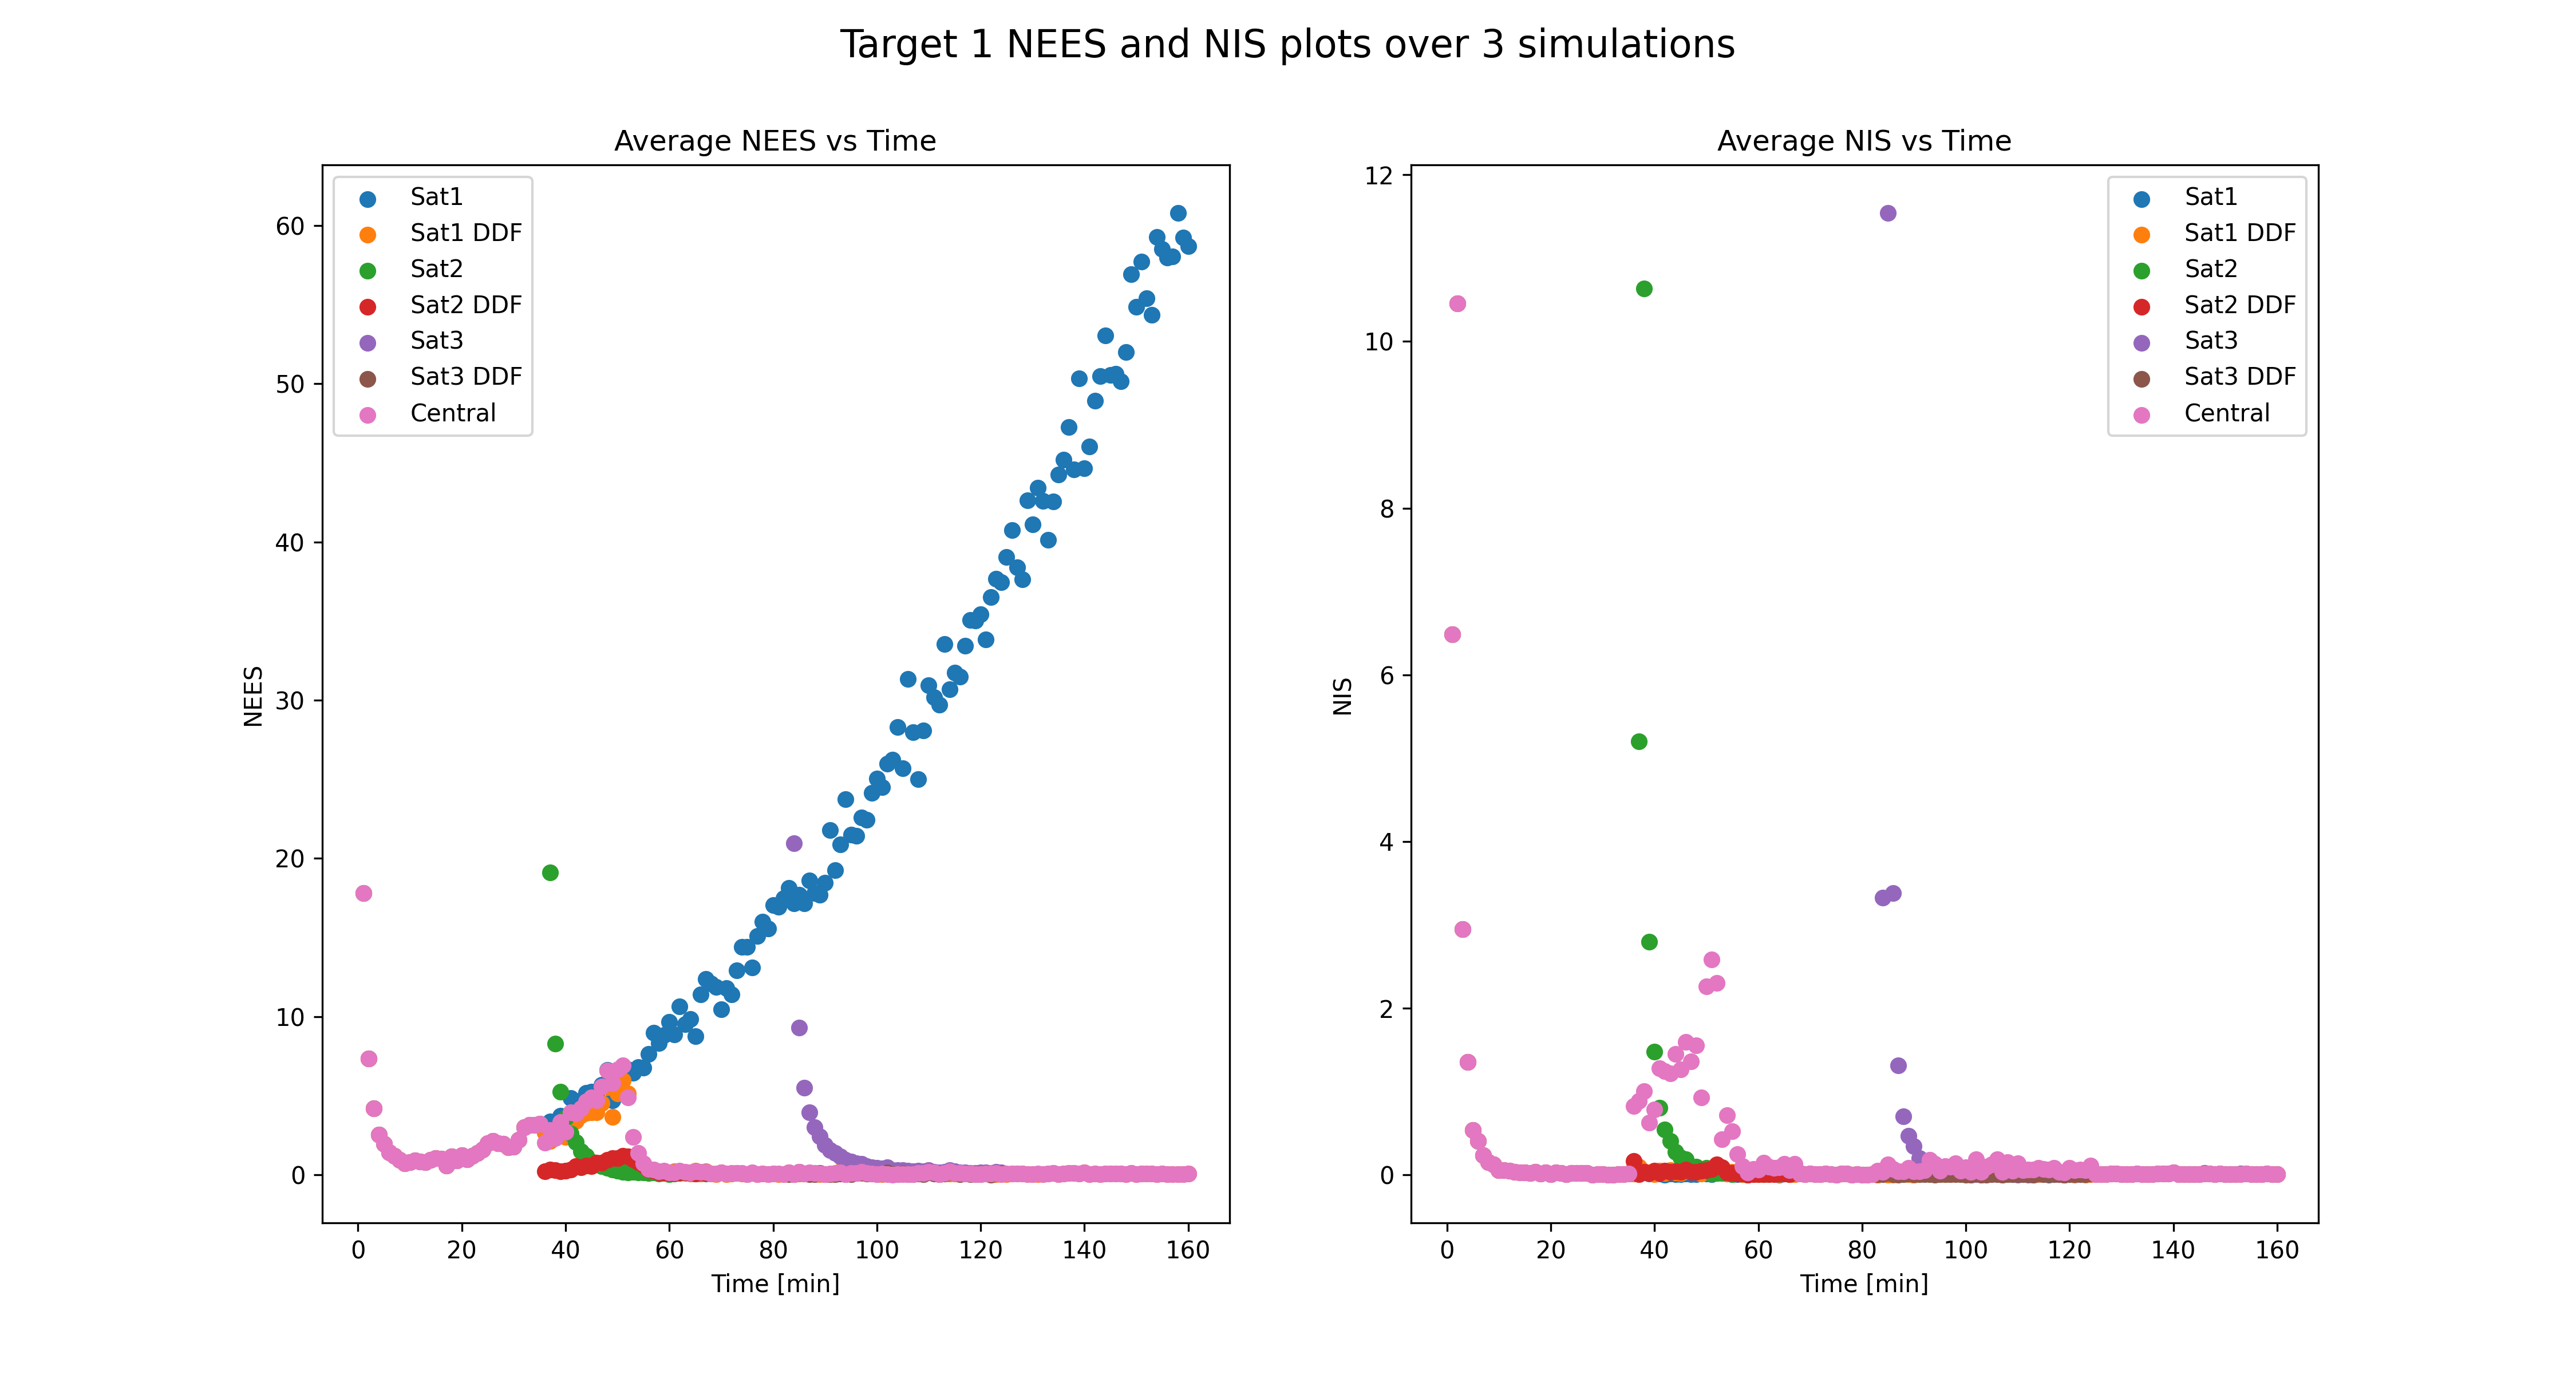 Target 1 NEES and NIS plots over 3 simulations
Average NEES vs Time
NEES
60
50
40
30
20
10
0
Sat1
Sat1 DDF
Sat2
Sat2 DDF
Sat3
Sat3 DDF
Central
0 20 40 60 80 100 120 140 160
Time [min]
Average NIS vs Time
NIS
12
10
8
6
4
2
0
Sat1
Sat1 DDF
Sat2
Sat2 DDF
Sat3
Sat3 DDF
Central
0 20 40 60 80 100 120 140 160
Time [min]